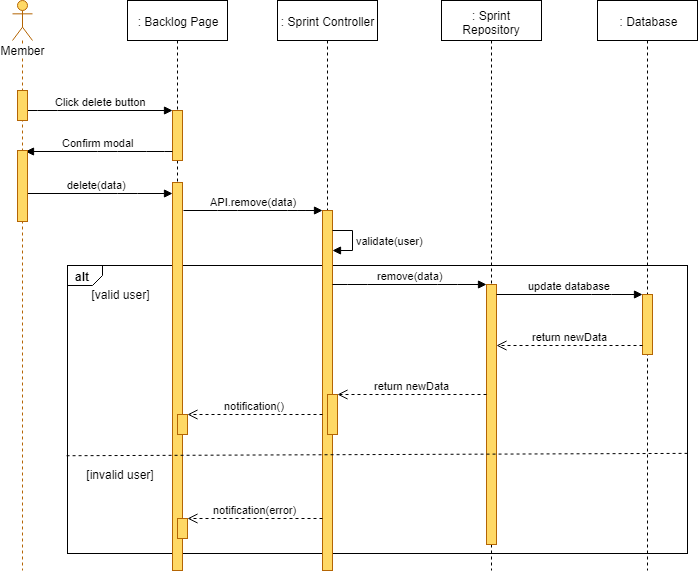 : Backlog Page
: Sprint Controller
: Sprint
Repository
: Database
Member
Click delete button
Confirm modal
delete(data)
API.remove(data)
validate(user)
alt
[valid user]
remove(data)
update database
return newData
return newData
notification()
[invalid user]
notification(error)